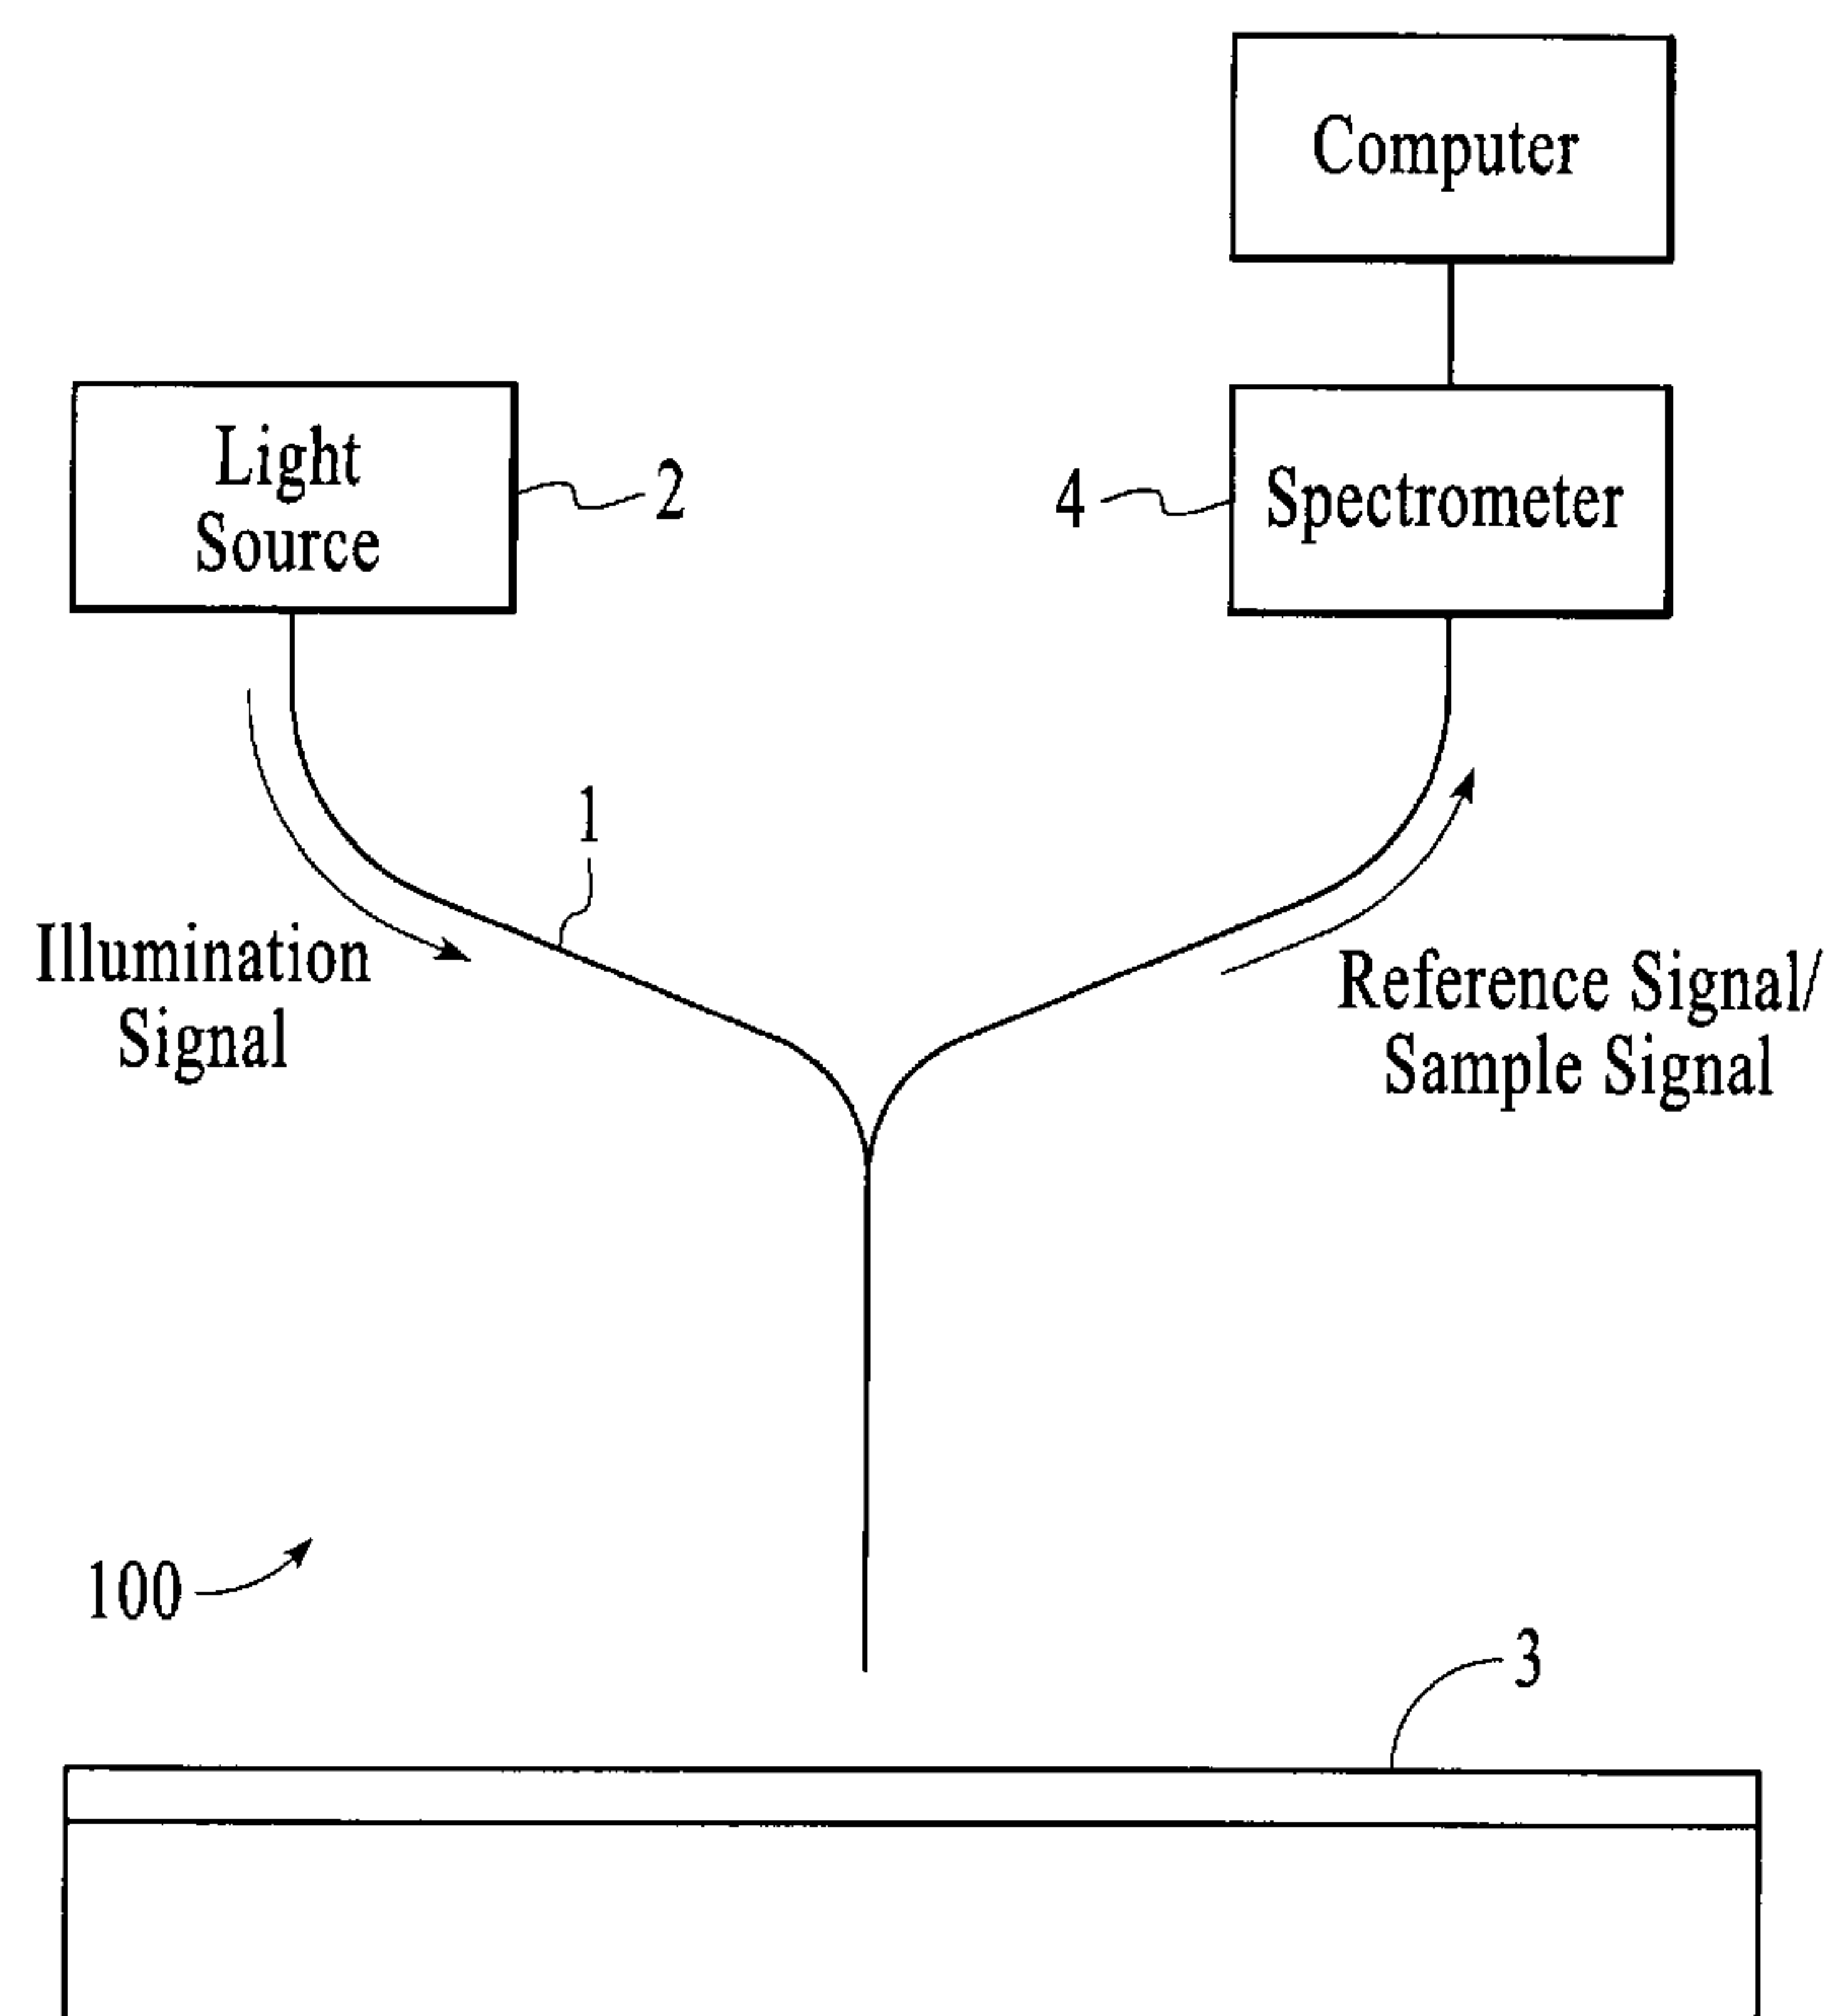 Computer
Light
Source
2
4
Spectrometer
1
Illumination
Signal
Reference Signal/
Sample Signal
100
3